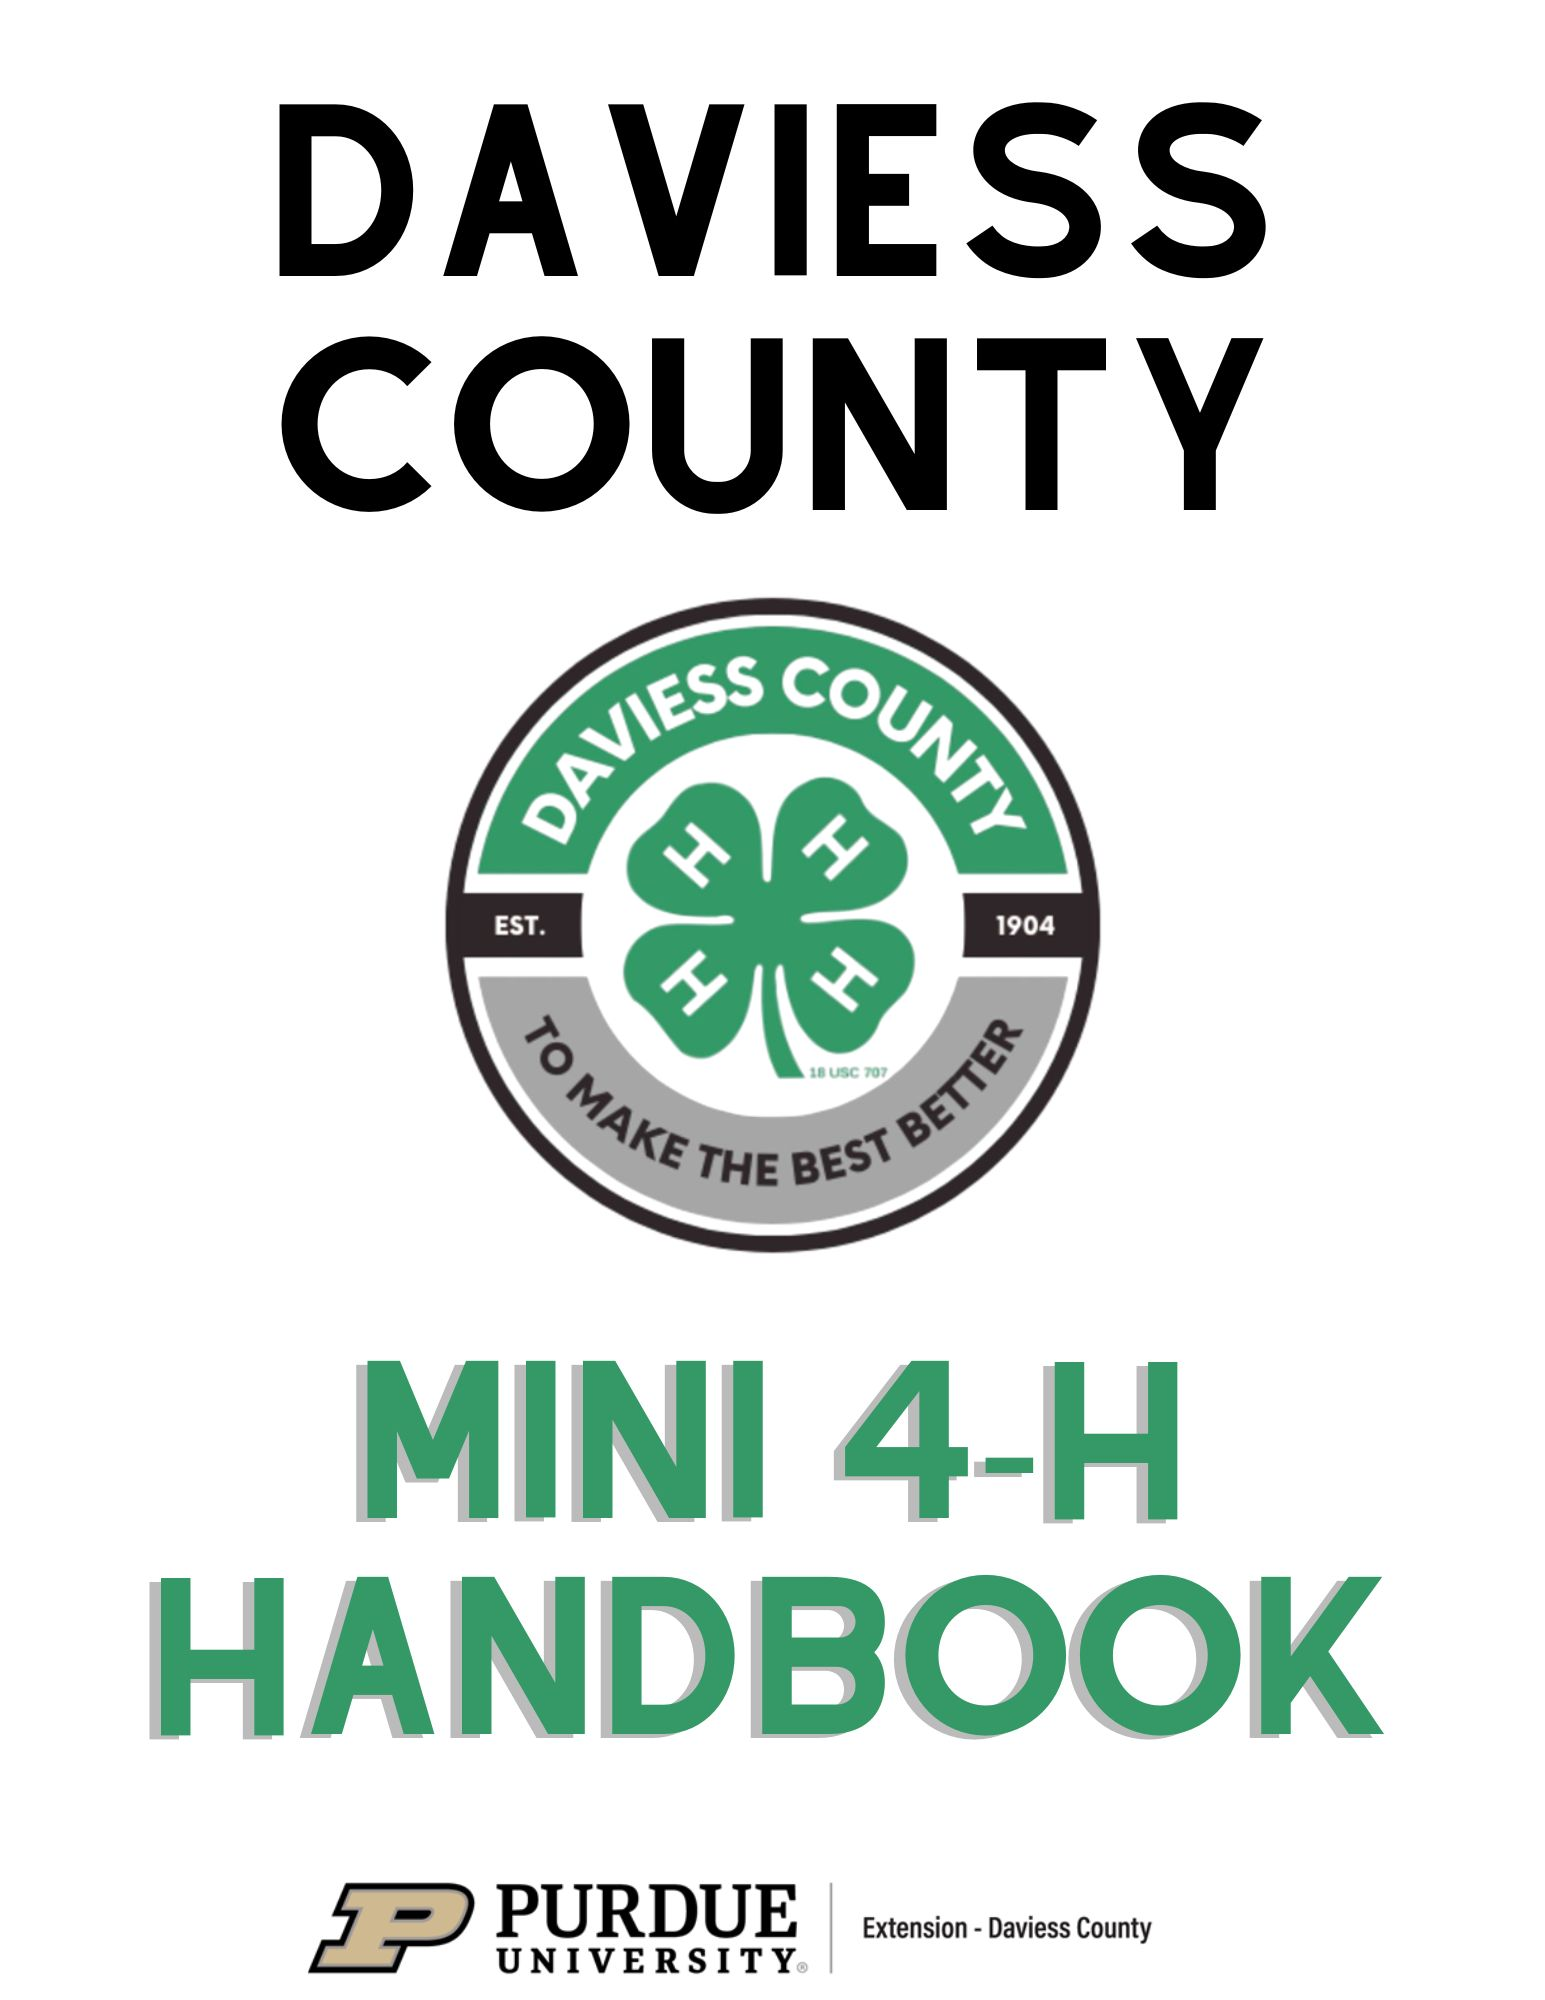 DAVIESS
COUNTY
DAVIESS COUNTY
H H
EST. 1904
H H
18 USC 707
TO MAKE THE BEST BETTER
MINI 4-H
HANDBOOK
P PURDUE
UNIVERSITY®
Extension - Daviess County